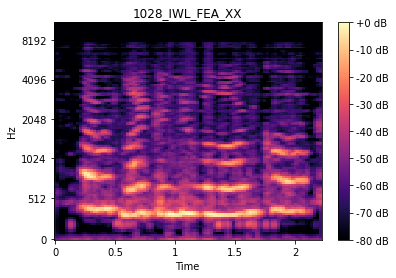 1028_IWL_FEA_XX
+0 dB
8192
-10 dB
4096
-20 dB
-30 dB
2048
-40 dB
Hz
1024
-50 dB
512
-60 dB
-70 dB
0
-80 dB
0 0.5 1 1.5 2
Time